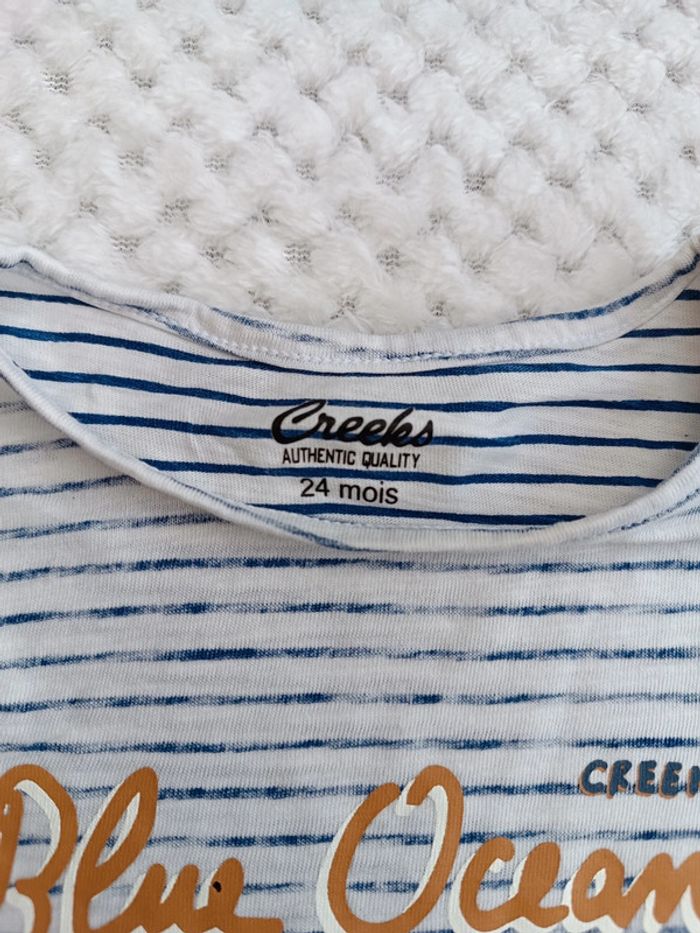 Creeks
AUTHENTIC QUALITY
24 mois
CREEK
Blue Ocean